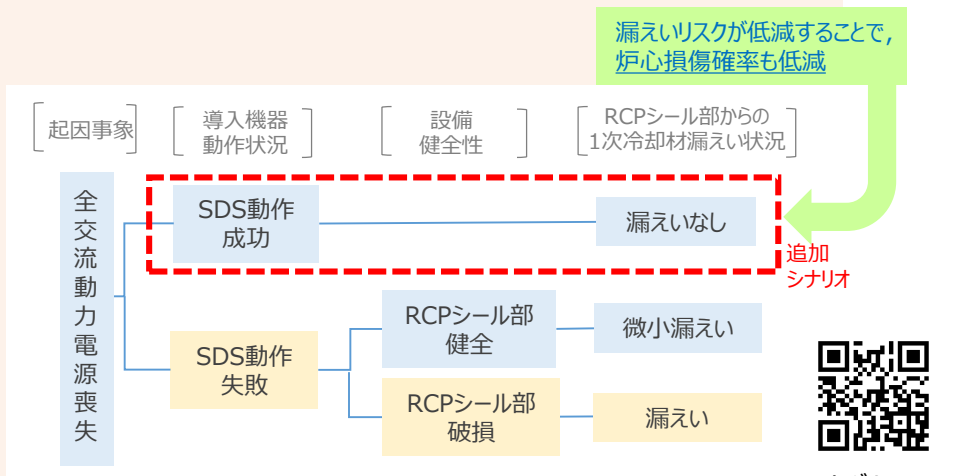 漏えいリスクが低減することで,
炉心損傷確率も低減
起因事象
導入機器
動作状況
設備
健全性
RCPシール部からの
1次冷却材漏えい状況
全交流動力電源喪失
SDS動作
成功
漏えいなし
追加
シナリオ
SDS動作
失敗
RCPシール部
健全
微小漏えい
RCPシール部
破損
漏えい